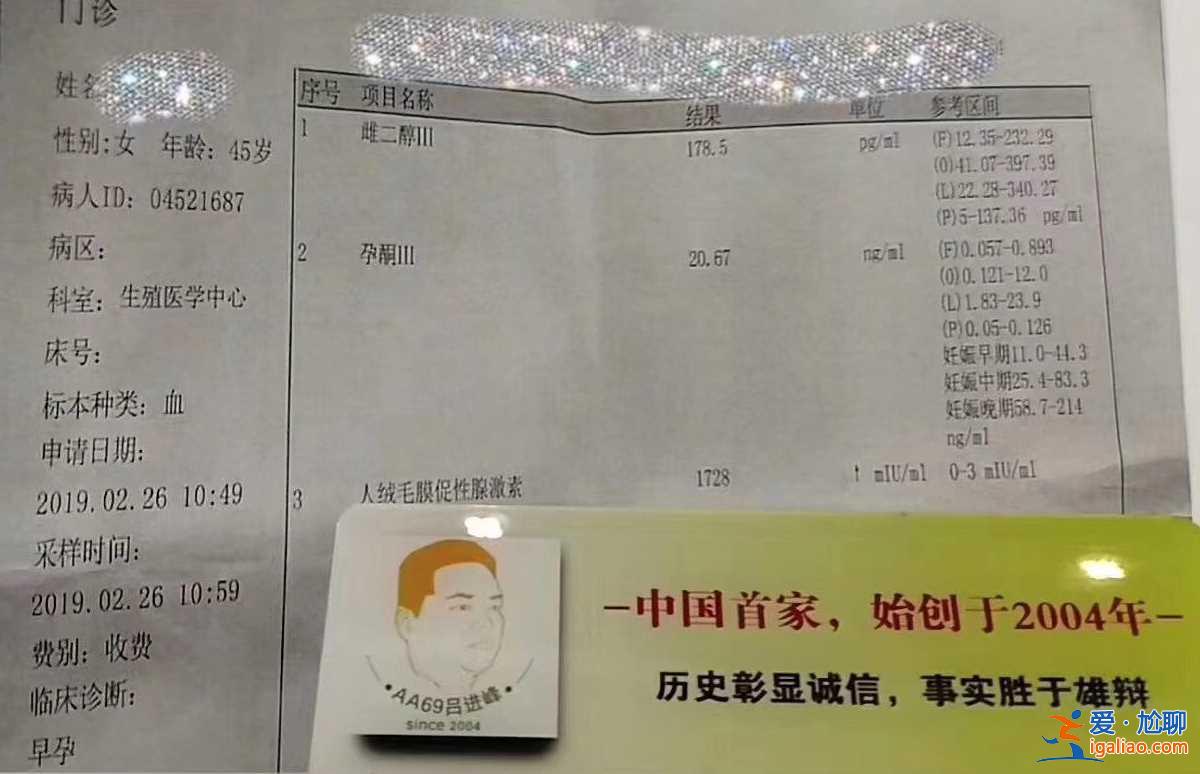 门诊
姓名
性别:女 年龄: 45岁
病人ID: 04521687
病区:
科室: 生殖医学中心
床号:
标本种类: 血
申请日期:
2019.02.26 10:49
采样时间:
2019.02.26 10:59
费别: 收费
临床诊断:
早孕
序号 项目名称 结果 单位 参考区间
1 雌二醇III 178.5 pg/ml (F)12.35-232.29
(O)41.07-397.39
(L)22.28-340.27
(P)5-137.36 pg/ml
2 孕酮III 20.67 ng/ml (F)0.057-0.893
(O)0.121-12.0
(L)1.83-23.9
(P)0.05-0.126
妊娠早期11.0-44.3
妊娠中期25.4-83.3
妊娠晚期58.7-214
ng/ml
3 人绒毛膜促性腺激素 1728 ↑ mIU/ml 0-3 mIU/ml
-中国首家，始创于2004年-
历史彰显诚信，事实胜于雄辩
•AA69吕进峰•
since 2004
爱·尬聊
igaliao.com